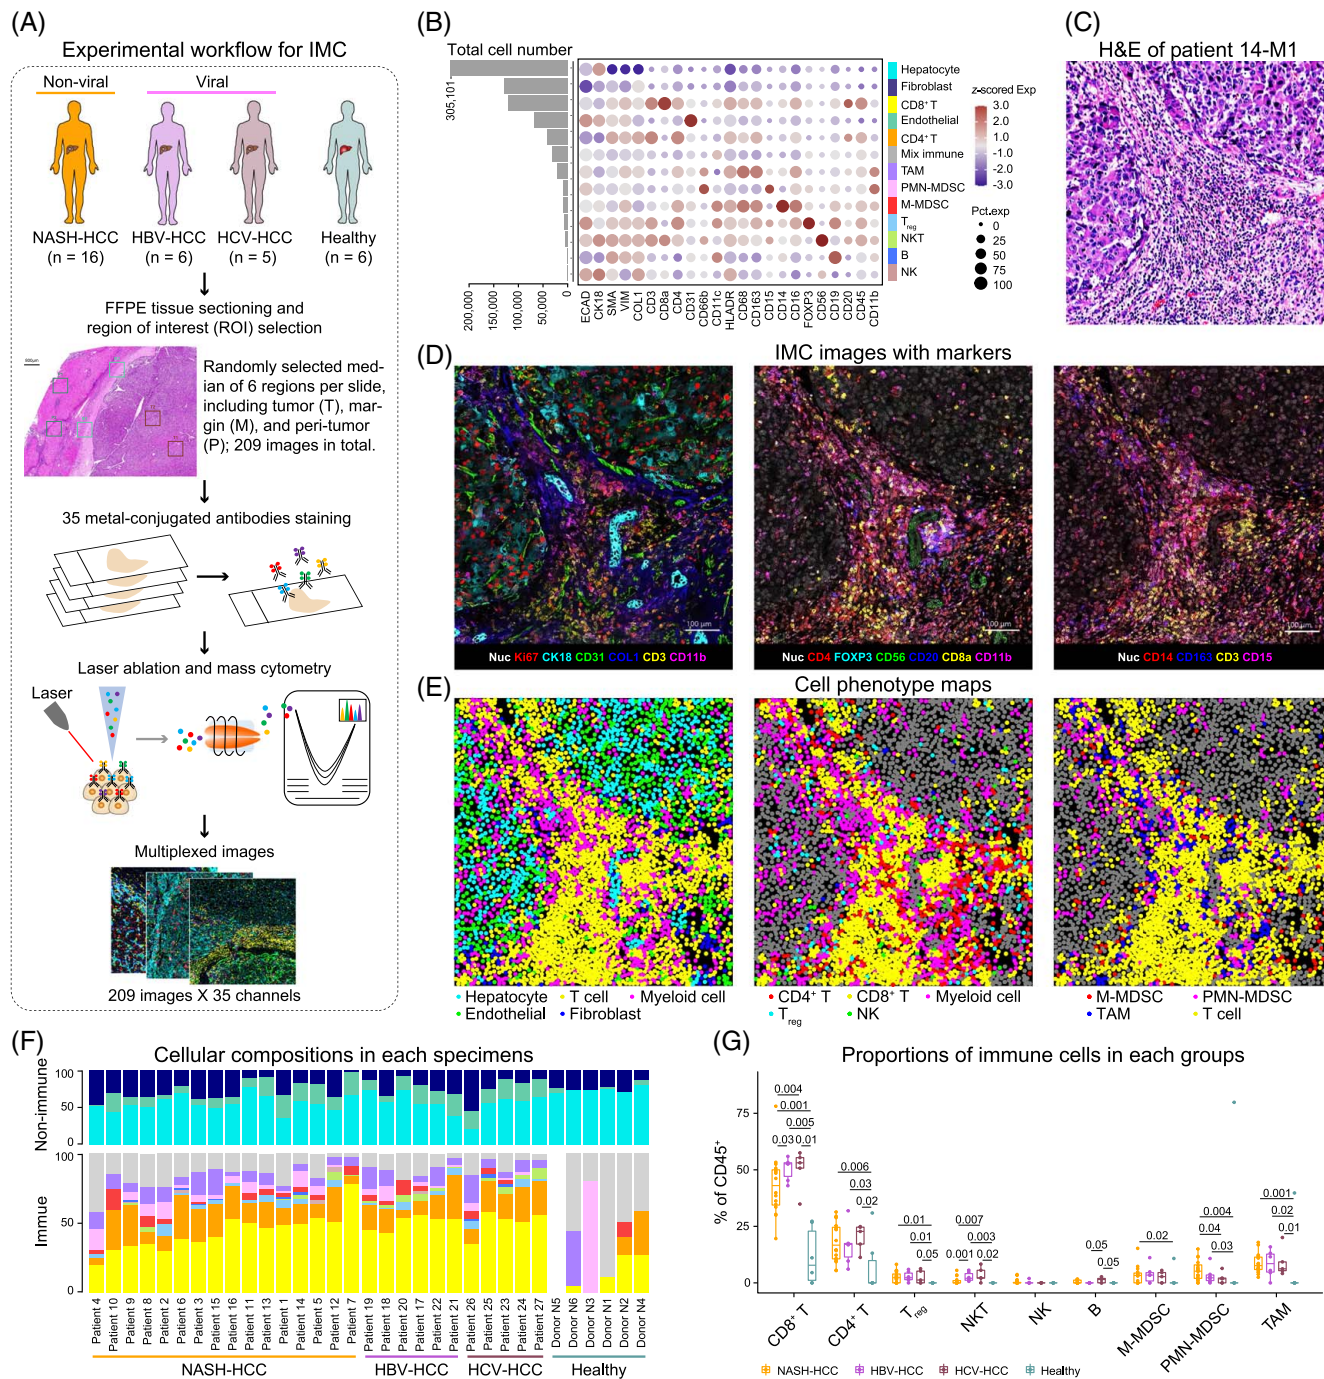 (A)
Experimental workflow for IMC
Non-viral
Viral
NASH-HCC
(n = 16)
HBV-HCC
(n = 6)
HCV-HCC
(n = 5)
Healthy
(n = 6)
FFPE tissue sectioning and
region of interest (ROI) selection
Randomly selected med-
ian of 6 regions per slide,
including tumor (T), mar-
gin (M), and peri-tumor
(P); 209 images in total.
35 metal-conjugated antibodies staining
Laser ablation and mass cytometry
Laser
Multiplexed images
209 images X 35 channels
(B)
Total cell number
305,101
200,000
150,000
100,000
50,000
0
Hepatocyte
Fibroblast
CD8⁺ T
Endothelial
CD4⁺ T
Mix immune
TAM
PMN-MDSC
M-MDSC
Treg
NKT
B
NK
ECAD
CK18
SMA
VIM
COL1
CD3
CD8a
CD4
CD31
CD66b
CD11c
HLADR
CD68
CD163
CD15
CD14
CD16
FOXP3
CD56
CD19
CD20
CD45
CD11b
z-scored Exp
3.0
2.0
1.0
-1.0
-2.0
-3.0
Pct.exp
0
25
50
75
100
(C)
H&E of patient 14-M1
(D)
IMC images with markers
100 µm
Nuc Ki67 CK18 CD31 COL1 CD3 CD11b
100 µm
Nuc CD4 FOXP3 CD56 CD20 CD8a CD11b
100 µm
Nuc CD14 CD163 CD3 CD15
(E)
Cell phenotype maps
Hepatocyte T cell Myeloid cell
Endothelial Fibroblast
CD4⁺ T CD8⁺ T Myeloid cell
Treg NK
M-MDSC PMN-MDSC
TAM T cell
(F)
Cellular compositions in each specimens
Non-immune
100
50
0
Immue
100
50
0
Patient 4
Patient 10
Patient 9
Patient 8
Patient 2
Patient 6
Patient 3
Patient 15
Patient 16
Patient 11
Patient 13
Patient 1
Patient 14
Patient 5
Patient 12
Patient 7
Patient 19
Patient 18
Patient 20
Patient 17
Patient 22
Patient 21
Patient 26
Patient 25
Patient 23
Patient 24
Patient 27
Donor N5
Donor N6
Donor N3
Donor N1
Donor N2
Donor N4
NASH-HCC
HBV-HCC
HCV-HCC
Healthy
(G)
Proportions of immune cells in each groups
% of CD45⁺
75
50
25
0
0.004
0.001
0.005
0.03 0.01
0.006
0.03
0.02
0.01
0.01
0.05
0.007
0.003
0.001 0.02
0.05
0.05
0.02
0.004
0.04
0.03
0.001
0.02
0.01
CD8⁺ T
CD4⁺ T
Treg
NKT
NK
B
M-MDSC
PMN-MDSC
TAM
NASH-HCC HBV-HCC HCV-HCC Healthy